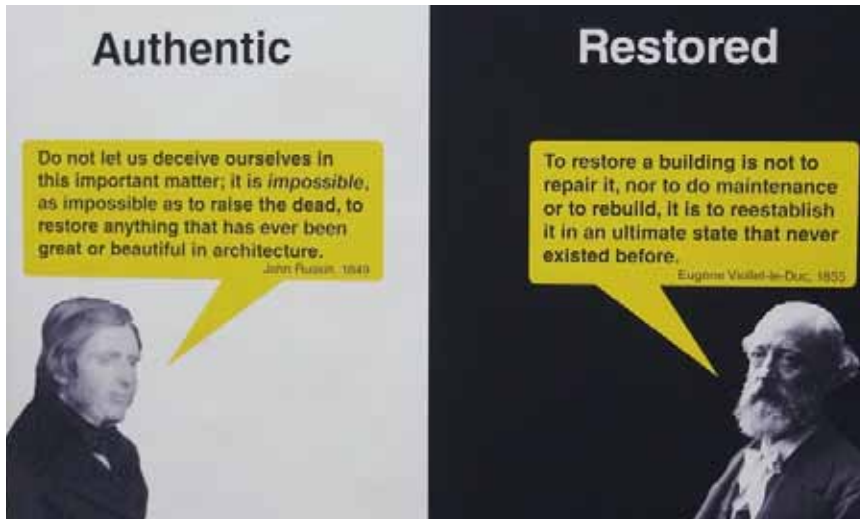 Authentic
Do not let us deceive ourselves in
this important matter; it is impossible,
as impossible as to raise the dead, to
restore anything that has ever been
great or beautiful in architecture.
John Ruskin, 1849
Restored
To restore a building is not to
repair it, nor to do maintenance
or to rebuild, it is to reestablish
it in an ultimate state that never
existed before.
Eugène Viollet-le-Duc, 1855